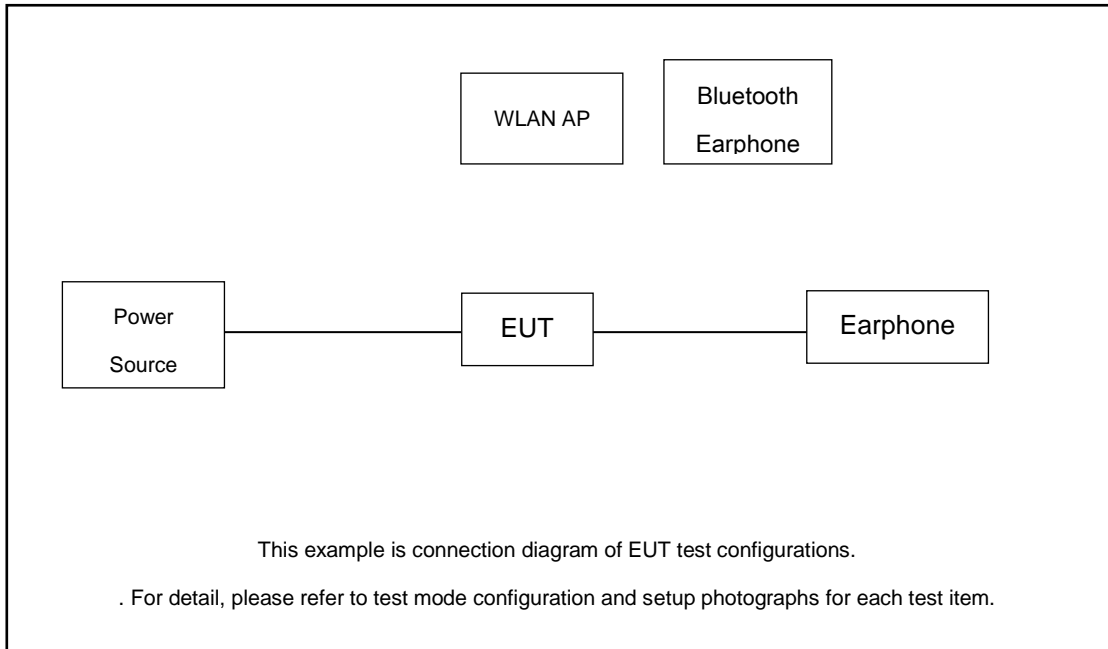 WLAN AP
Bluetooth
Earphone
Power
Source
EUT
Earphone
This example is connection diagram of EUT test configurations.
. For detail, please refer to test mode configuration and setup photographs for each test item.